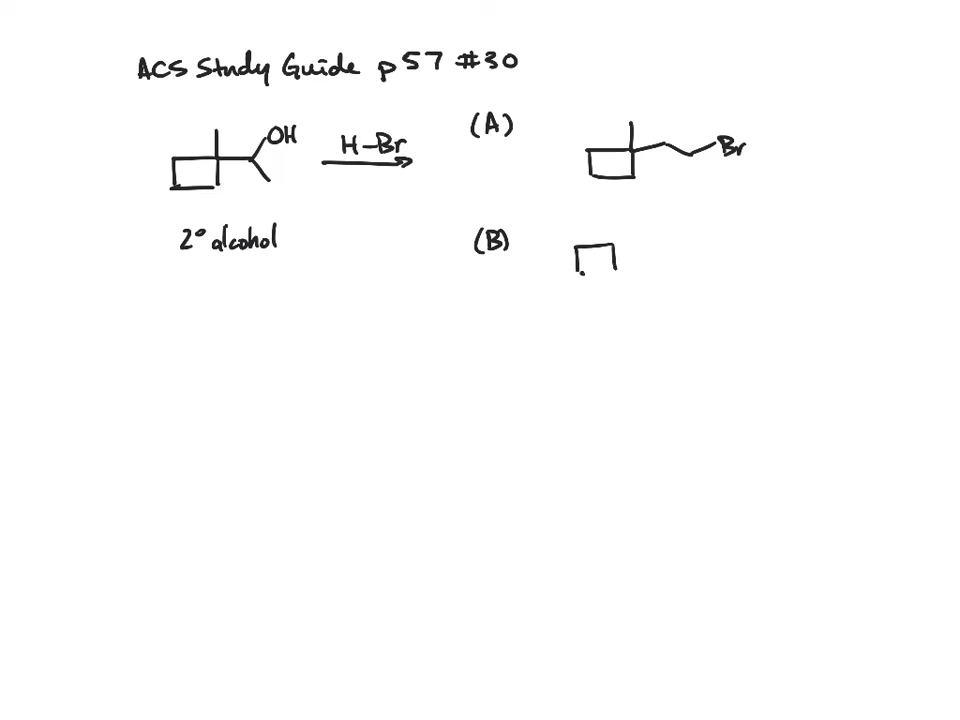 ACS Study Guide p57 #30
OH
H-Br
(A)
Br
2° alcohol
(B)